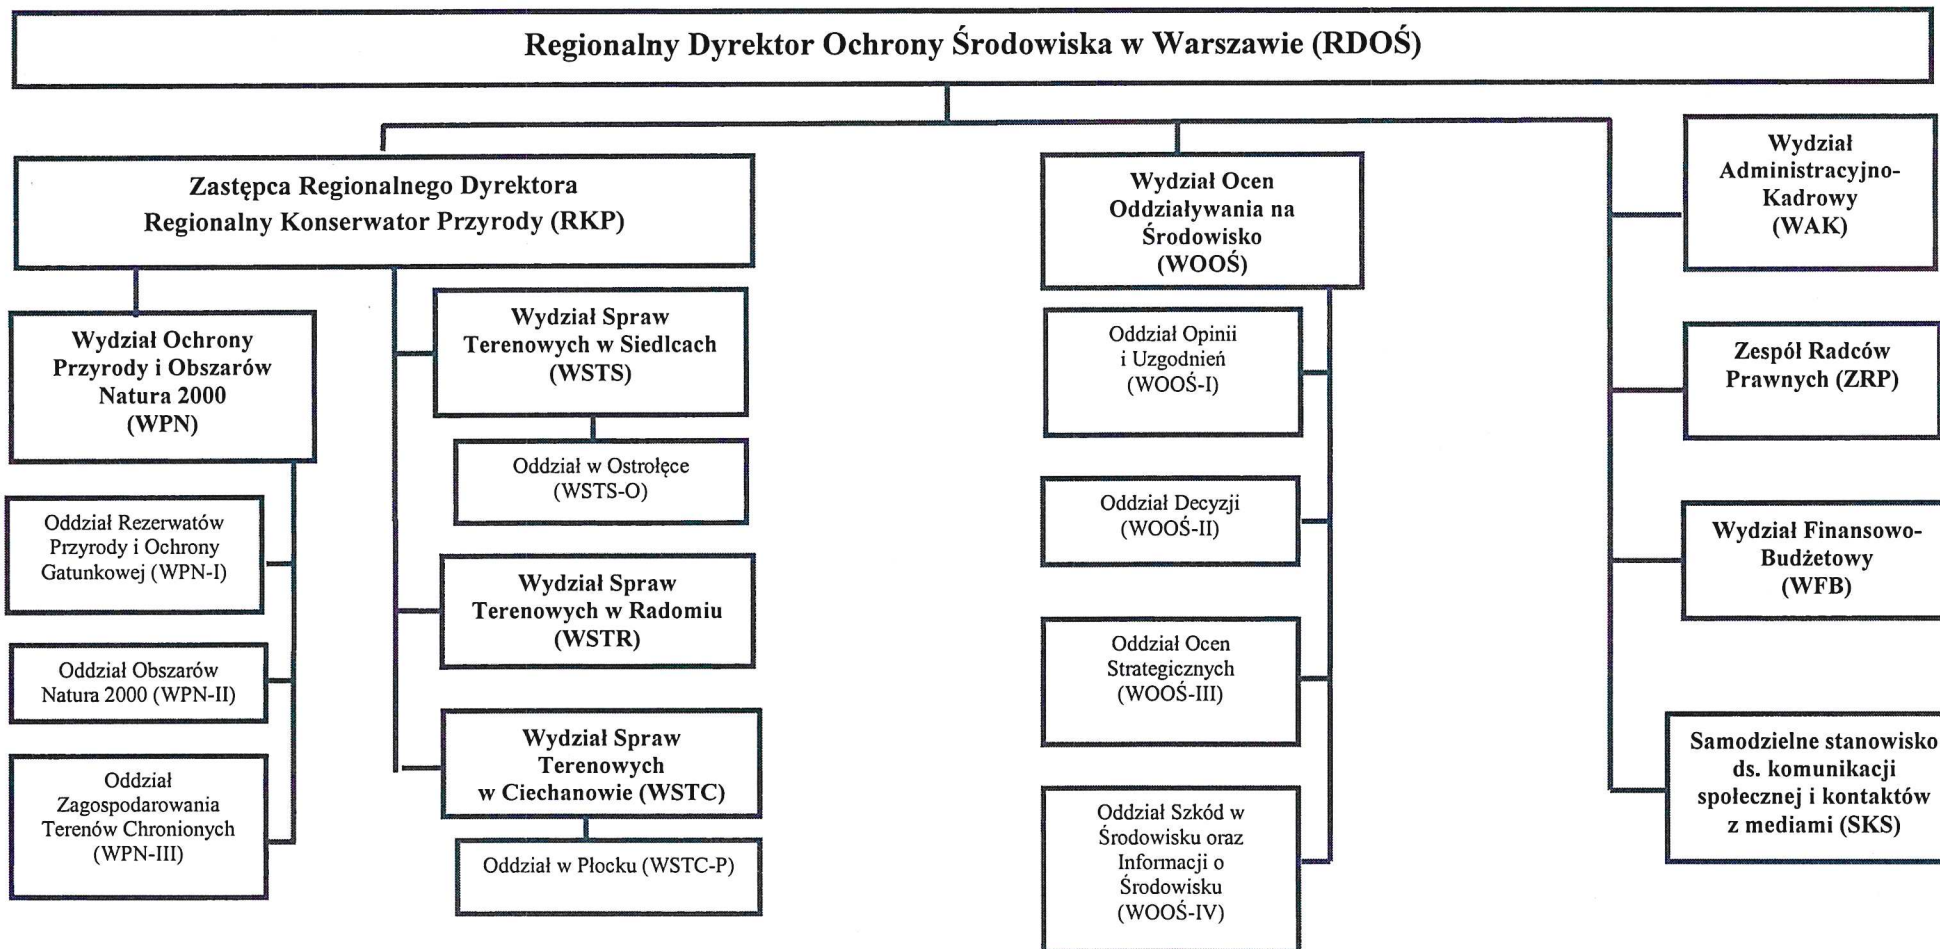 Regionalny Dyrektor Ochrony Środowiska w Warszawie (RDOŚ)
Zastępca Regionalnego Dyrektora
Regionalny Konserwator Przyrody (RKP)
Wydział Ochrony
Przyrody i Obszarów
Natura 2000
(WPN)
Oddział Rezerwatów
Przyrody i Ochrony
Gatunkowej (WPN-I)
Oddział Obszarów
Natura 2000 (WPN-II)
Oddział
Zagospodarowania
Terenów Chronionych
(WPN-III)
Wydział Spraw
Terenowych w Siedlcach
(WSTS)
Oddział w Ostrołęce
(WSTS-O)
Wydział Spraw
Terenowych w Radomiu
(WSTR)
Wydział Spraw
Terenowych
w Ciechanowie (WSTC)
Oddział w Płocku (WSTC-P)
Wydział Ocen
Oddziaływania na
Środowisko
(WOOŚ)
Oddział Opinii
i Uzgodnień
(WOOŚ-I)
Oddział Decyzji
(WOOŚ-II)
Oddział Ocen
Strategicznych
(WOOŚ-III)
Oddział Szkód w
Środowisku oraz
Informacji o
Środowisku
(WOOŚ-IV)
Wydział
Administracyjno-
Kadrowy
(WAK)
Zespół Radców
Prawnych (ZRP)
Wydział Finansowo-
Budżetowy
(WFB)
Samodzielne stanowisko
ds. komunikacji
społecznej i kontaktów
z mediami (SKS)